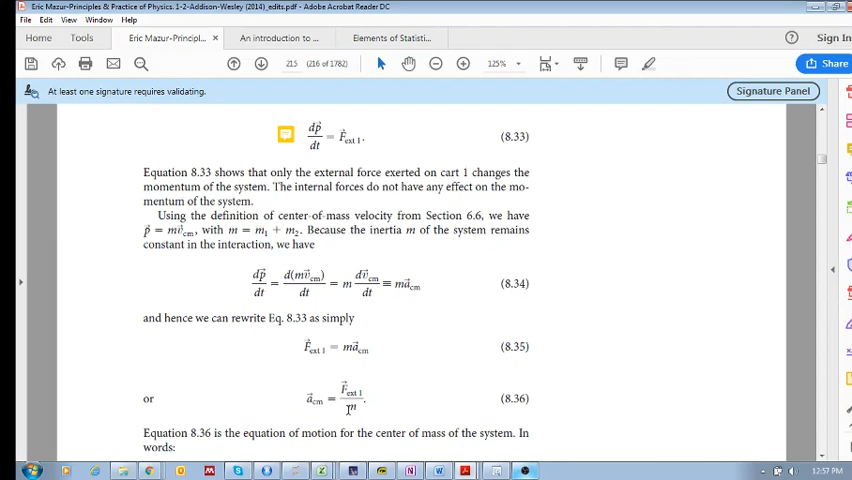 Eric Mazur-Principles & Practice of Physics. 1-2-Addison-Wesley (2014)_edits.pdf - Adobe Acrobat Reader DC
File Edit View Window Help
Home Tools Eric Mazur-Principl... × An introduction to ... Elements of Statisti... Sign In
215 (216 of 1782) 125% Share
At least one signature requires validating. Signature Panel
dp⃗/dt = F⃗ext 1. (8.33)
Equation 8.33 shows that only the external force exerted on cart 1 changes the
momentum of the system. The internal forces do not have any effect on the mo-
mentum of the system.
Using the definition of center-of-mass velocity from Section 6.6, we have
p⃗ = mv⃗cm, with m = m1 + m2. Because the inertia m of the system remains
constant in the interaction, we have
dp⃗/dt = d(mv⃗cm)/dt = m dv⃗cm/dt ≡ ma⃗cm (8.34)
and hence we can rewrite Eq. 8.33 as simply
F⃗ext 1 = ma⃗cm (8.35)
or a⃗cm = F⃗ext 1/m. (8.36)
Equation 8.36 is the equation of motion for the center of mass of the system. In
words:
12:57 PM